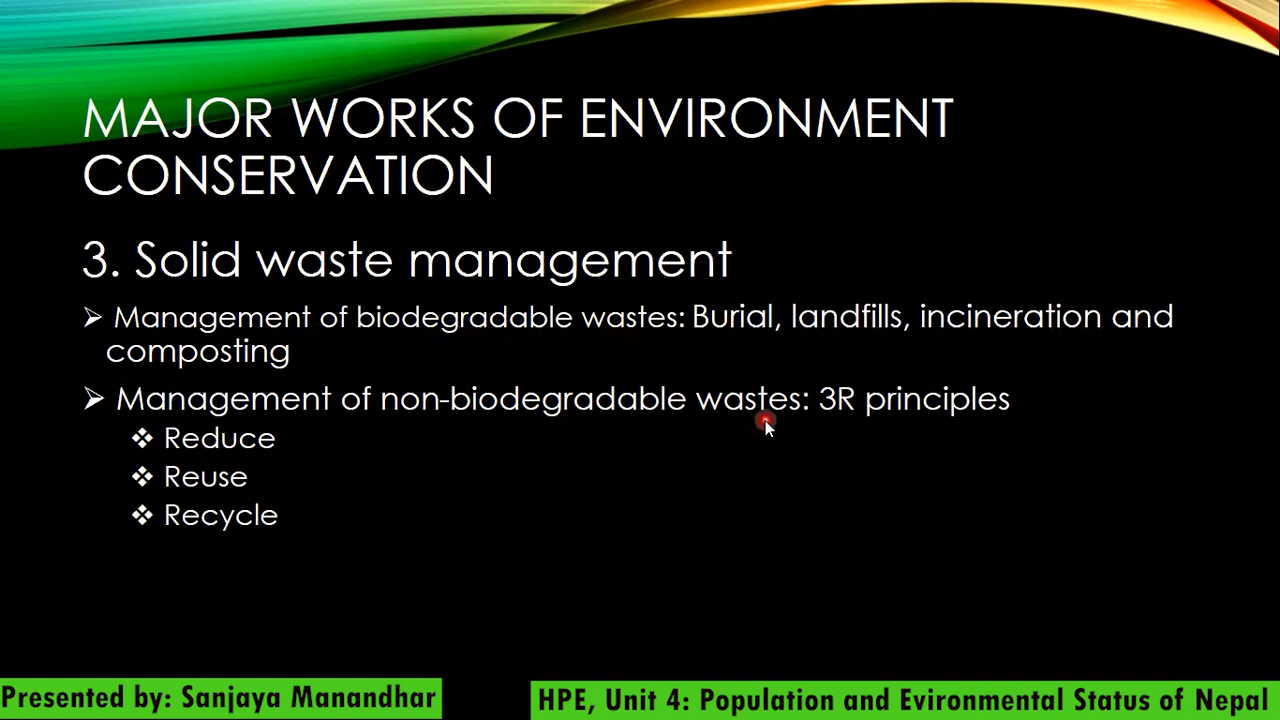 MAJOR WORKS OF ENVIRONMENT
CONSERVATION
3. Solid waste management
➢ Management of biodegradable wastes: Burial, landfills, incineration and
composting
➢ Management of non-biodegradable wastes: 3R principles
❖ Reduce
❖ Reuse
❖ Recycle
Presented by: Sanjaya Manandhar
HPE, Unit 4: Population and Evironmental Status of Nepal